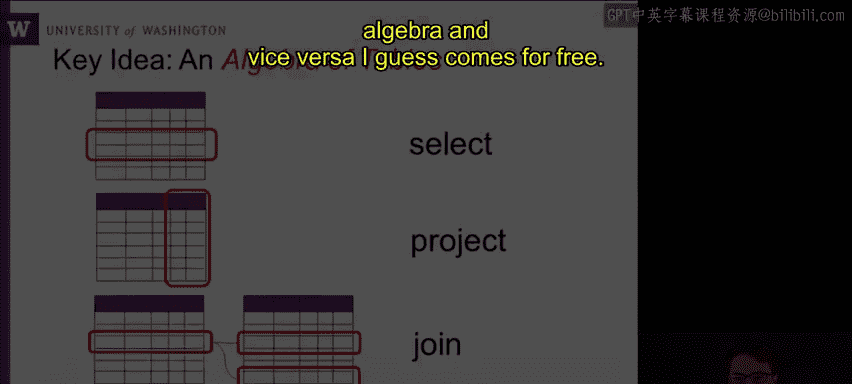 GPT中英字幕课程资源@bilibili.com
W UNIVERSITY of WASHINGTON
algebra and
vice versa I guess comes for free.
Key Idea: An Algebra
select
project
join